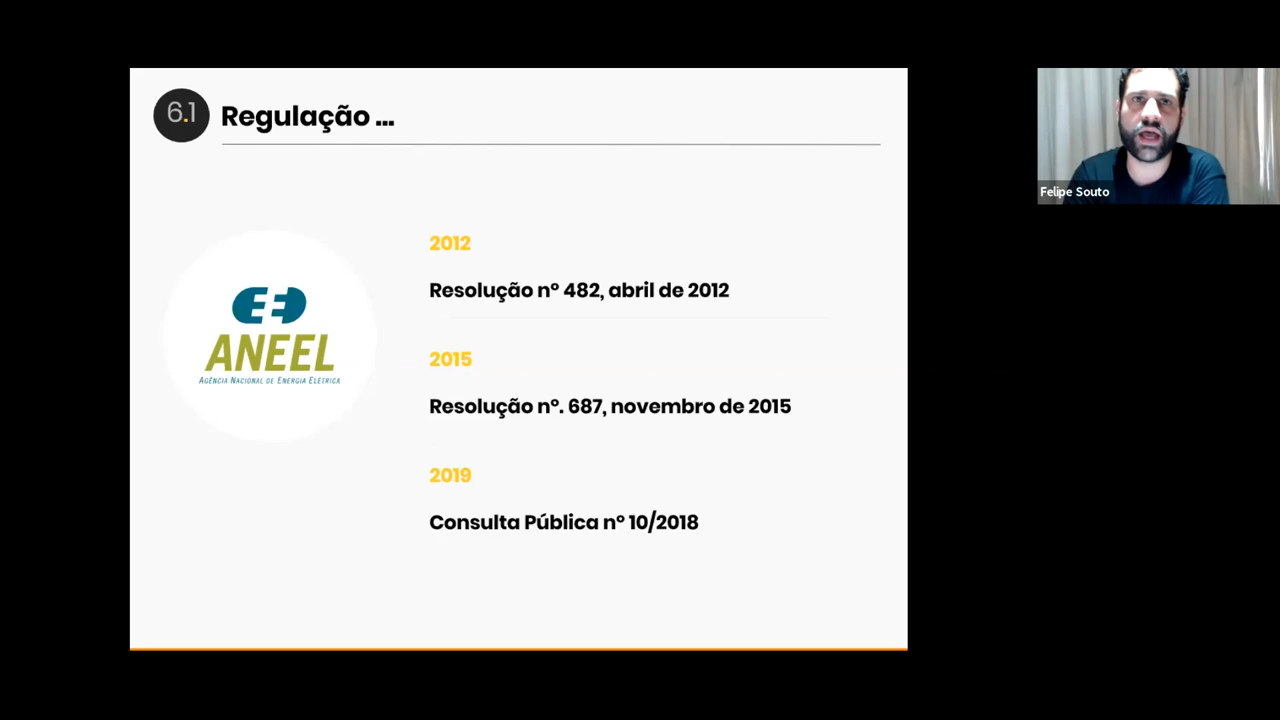 6.1
Regulação ...
2012
Resolução nº 482, abril de 2012
2015
Resolução nº. 687, novembro de 2015
2019
Consulta Pública nº 10/2018
ANEEL
AGÊNCIA NACIONAL DE ENERGIA ELÉTRICA
Felipe Souto